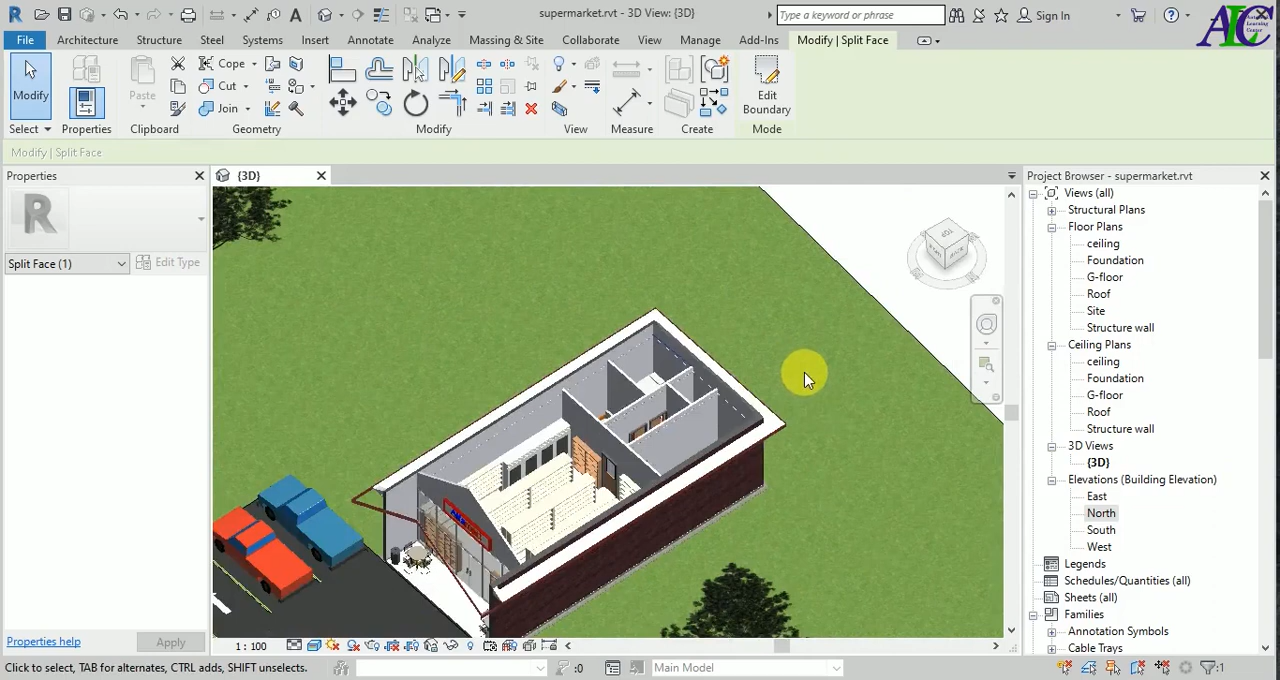 supermarket.rvt - 3D View: {3D}
Type a keyword or phrase
Sign In
ALC
File Architecture Structure Steel Systems Insert Annotate Analyze Massing & Site Collaborate View Manage Add-Ins Modify | Split Face
Modify
Paste
Cope
Cut
Join
Edit
Boundary
Select Properties Clipboard Geometry Modify View Measure Create Mode
Modify | Split Face
Properties
Split Face (1)
Edit Type
Properties help
Apply
{3D}
1 : 100
Project Browser - supermarket.rvt
Views (all)
Structural Plans
Floor Plans
ceiling
Foundation
G-floor
Roof
Site
Structure wall
Ceiling Plans
ceiling
Foundation
G-floor
Roof
Structure wall
3D Views
{3D}
Elevations (Building Elevation)
East
North
South
West
Legends
Schedules/Quantities (all)
Sheets (all)
Families
Annotation Symbols
Cable Trays
Click to select, TAB for alternates, CTRL adds, SHIFT unselects.
:0
Main Model
:1